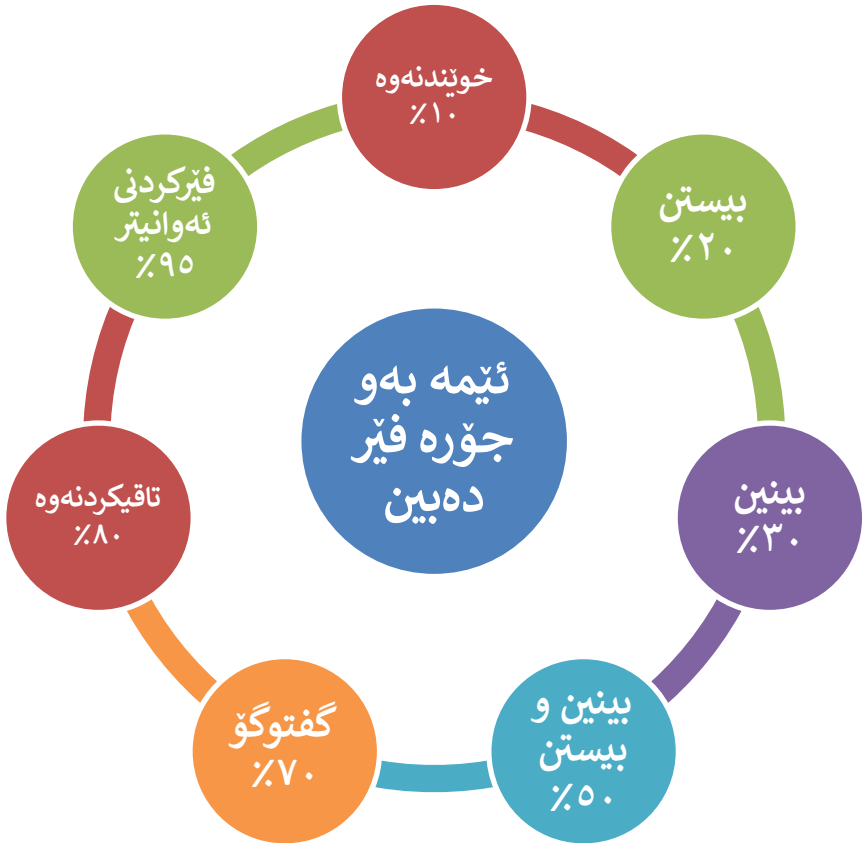 خوێندنەوە
٪١٠
بیستن
٪٢٠
بینین
٪٣٠
بینین و
بیستن
٪٥٠
گفتوگۆ
٪٧٠
تاقیکردنەوە
٪٨٠
فێرکردنی
ئەوانیتر
٪٩٥
ئێمە بەو
جۆرە فێر
دەبین